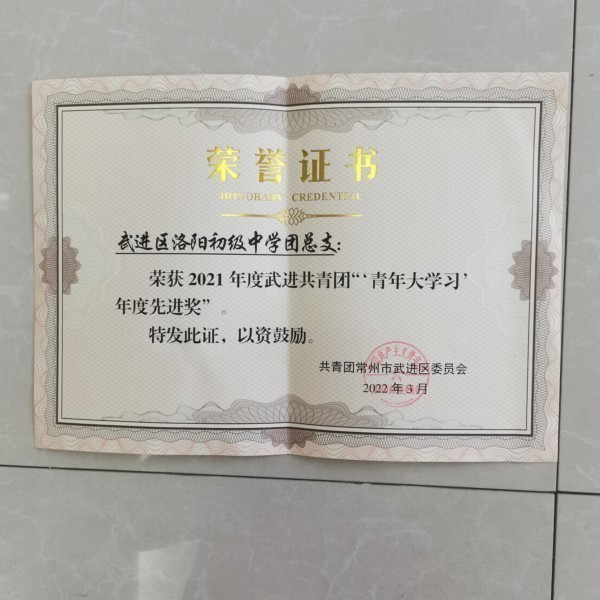 荣誉证书
HONORARY CREDENTIAL
武进区洛阳初级中学团总支：
荣获 2021 年度武进共青团“‘青年大学习’
年度先进奖”。
特发此证，以资鼓励。
共青团常州市武进区委员会
2022 年 3 月